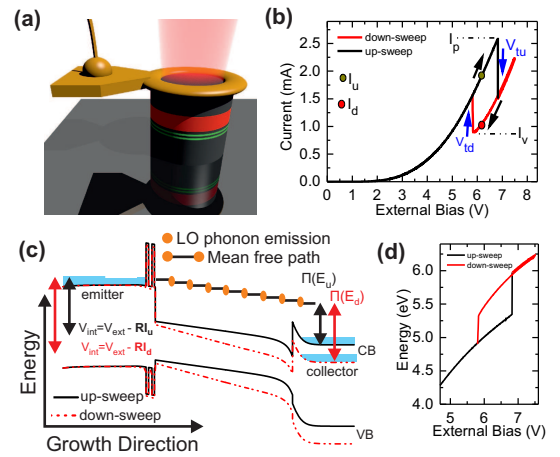 (a)
(b)
down-sweep
up-sweep
I_p
V_tu
I_u
I_d
V_td
I_v
2.5
2.0
1.5
1.0
0.5
0.0
0 1 2 3 4 5 6 7 8
Current (mA)
External Bias (V)
(c)
LO phonon emission
Mean free path
Π(E_u)
Π(E_d)
emitter
V_int=V_ext - RI_u
V_int=V_ext - RI_d
CB
collector
Energy
up-sweep
down-sweep
VB
Growth Direction
(d)
up-sweep
down-sweep
6.0
5.5
5.0
4.5
4.0
5 6 7
Energy (eV)
External Bias (V)